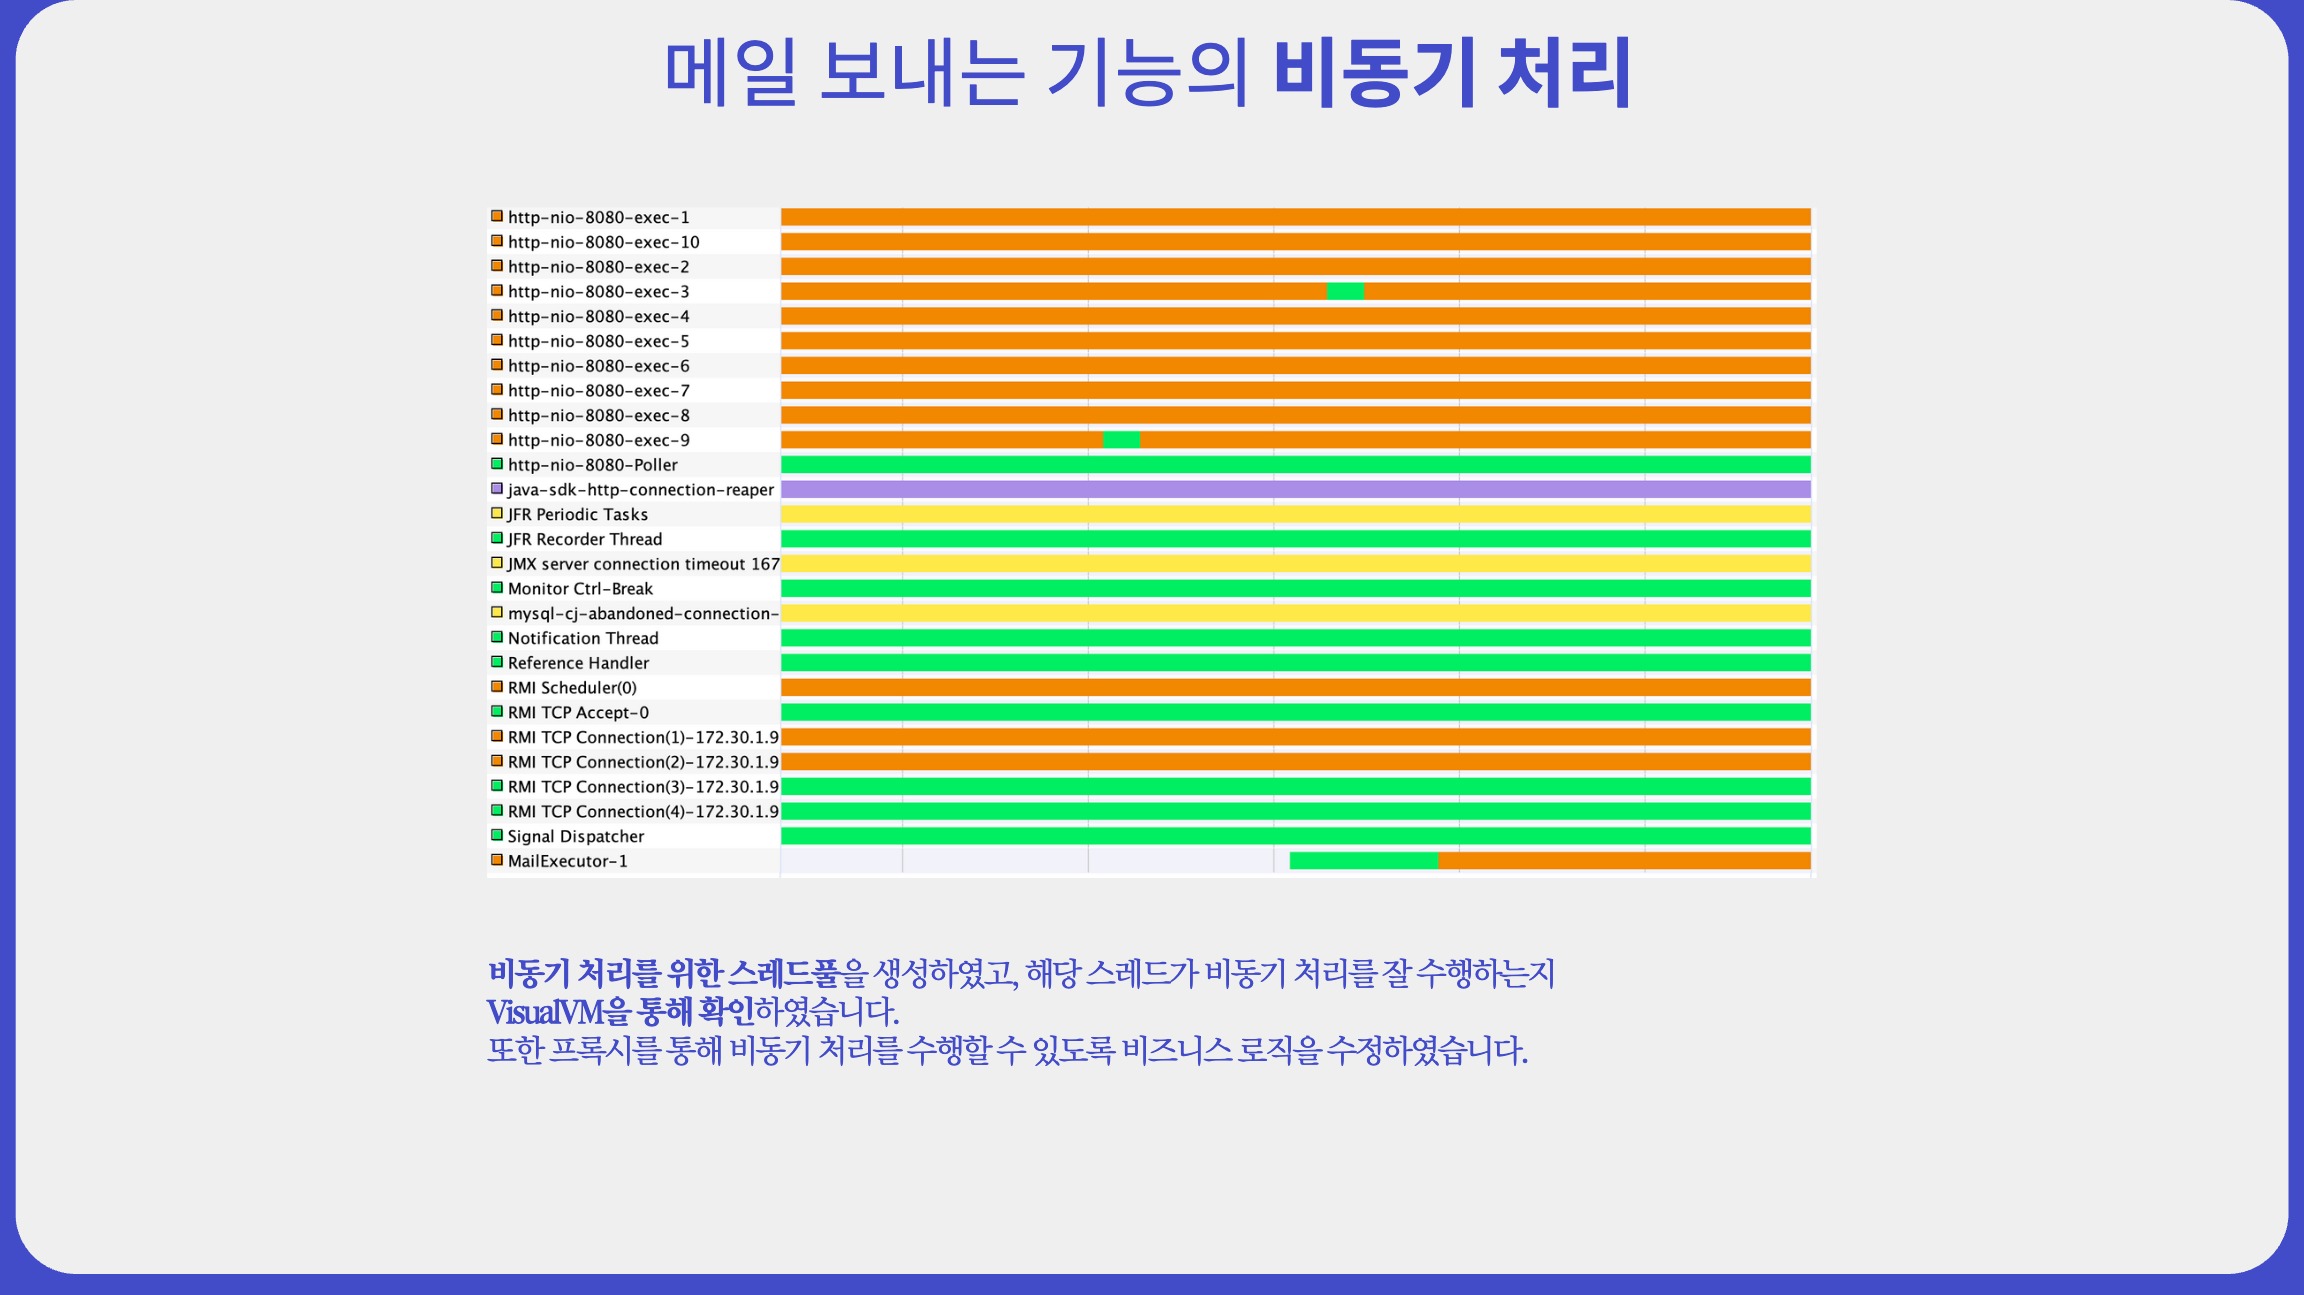 메일 보내는 기능의 비동기 처리
http-nio-8080-exec-1
http-nio-8080-exec-10
http-nio-8080-exec-2
http-nio-8080-exec-3
http-nio-8080-exec-4
http-nio-8080-exec-5
http-nio-8080-exec-6
http-nio-8080-exec-7
http-nio-8080-exec-8
http-nio-8080-exec-9
http-nio-8080-Poller
java-sdk-http-connection-reaper
JFR Periodic Tasks
JFR Recorder Thread
JMX server connection timeout 167
Monitor Ctrl-Break
mysql-cj-abandoned-connection-
Notification Thread
Reference Handler
RMI Scheduler(0)
RMI TCP Accept-0
RMI TCP Connection(1)-172.30.1.9
RMI TCP Connection(2)-172.30.1.9
RMI TCP Connection(3)-172.30.1.9
RMI TCP Connection(4)-172.30.1.9
Signal Dispatcher
MailExecutor-1
비동기 처리를 위한 스레드풀을 생성하였고, 해당 스레드가 비동기 처리를 잘 수행하는지
VisualVM을 통해 확인하였습니다.
또한 프록시를 통해 비동기 처리를 수행할 수 있도록 비즈니스 로직을 수정하였습니다.